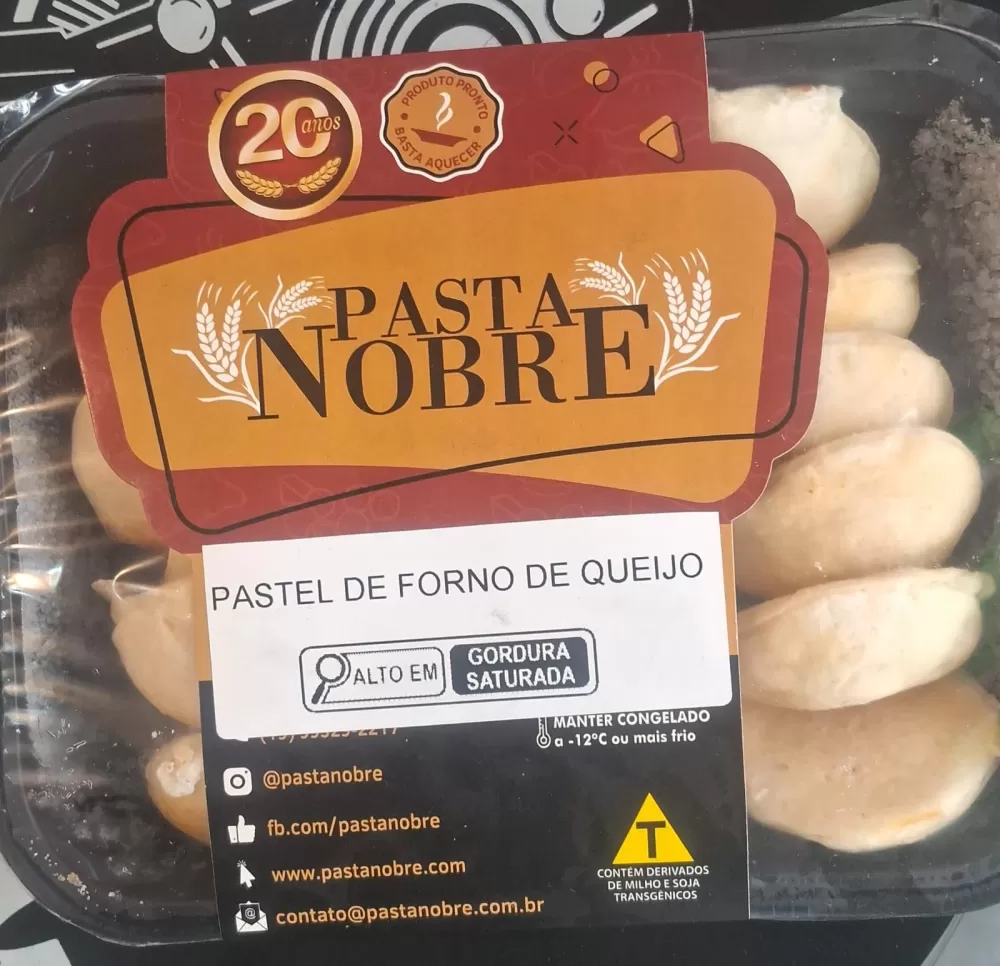 20 anos
PRODUTO PRONTO
BASTA AQUECER
PASTA
NOBRE
PASTEL DE FORNO DE QUEIJO
ALTO EM
GORDURA
SATURADA
MANTER CONGELADO
a -12°C ou mais frio
@pastanobre
fb.com/pastanobre
www.pastanobre.com
contato@pastanobre.com.br
T
CONTÉM DERIVADOS
DE MILHO E SOJA
TRANSGÊNICOS